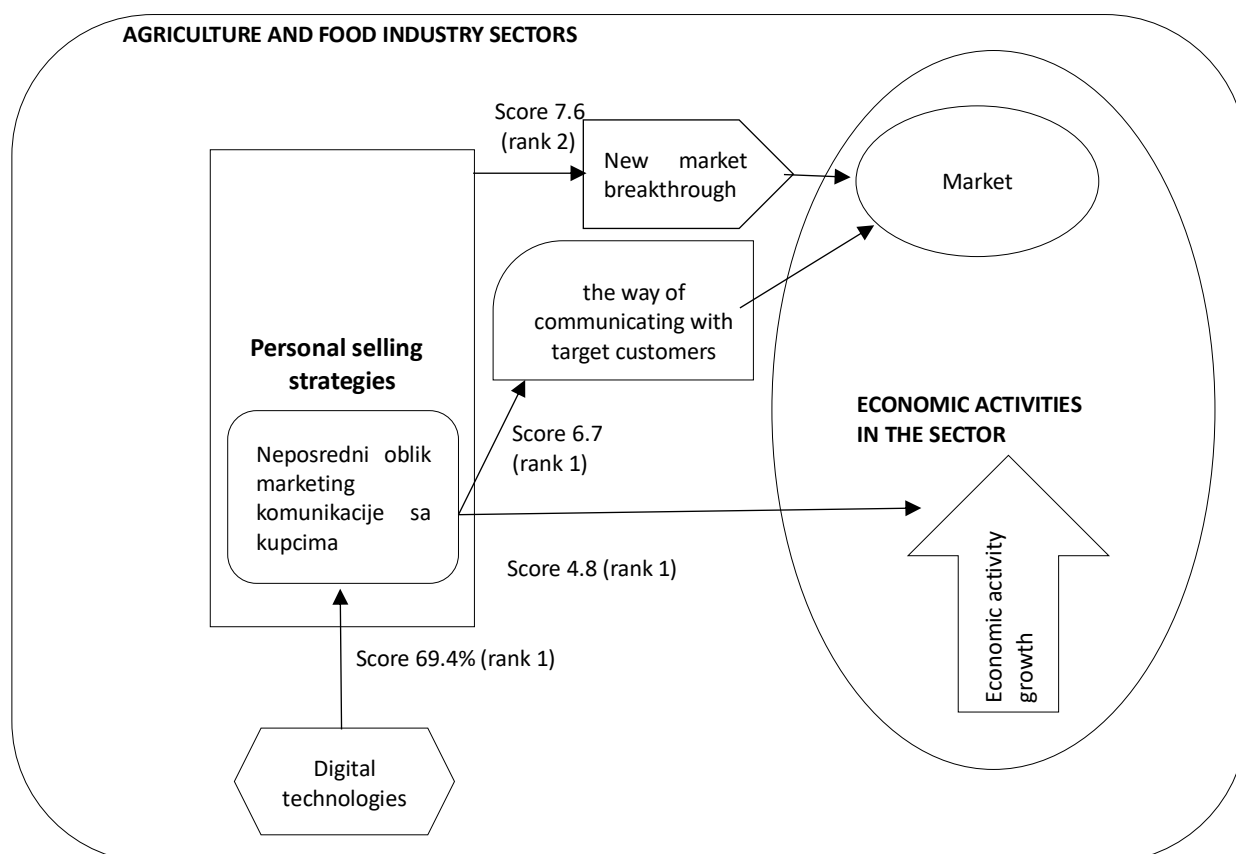 AGRICULTURE AND FOOD INDUSTRY SECTORS
Score 7.6
(rank 2)
New market
breakthrough
Market
the way of
communicating with
target customers
Personal selling
strategies
Neposredni oblik
marketing
komunikacije sa
kupcima
Score 6.7
(rank 1)
ECONOMIC ACTIVITIES
IN THE SECTOR
Economic activity
growth
Score 4.8 (rank 1)
Score 69.4% (rank 1)
Digital
technologies